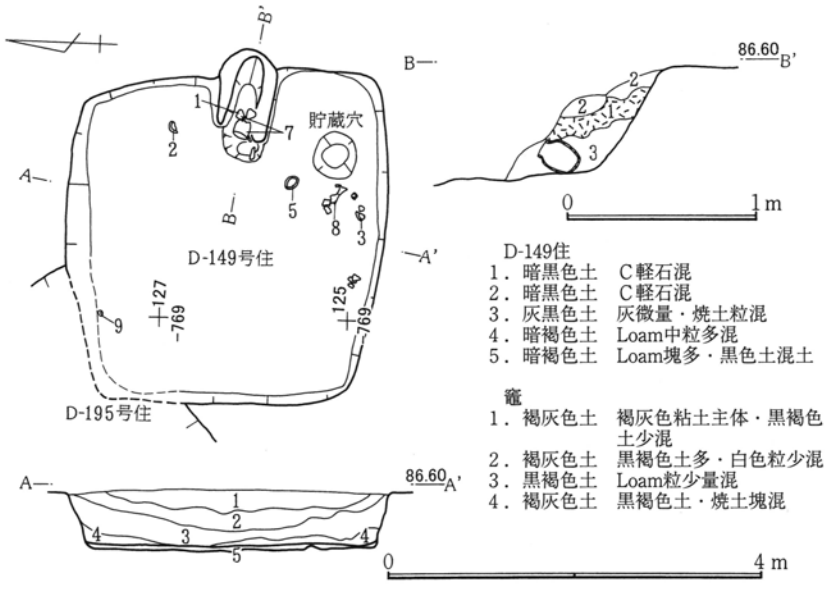 B'
B
86.60
B'
1
7
貯蔵穴
2
2
2
1
3
A
5
8
3
B
0 1m
D-149号住
A'
127
-769
125
-769
9
D-195号住
D-149住
1．暗黒色土 C軽石混
2．暗黒色土 C軽石混
3．灰黒色土 灰微量・焼土粒混
4．暗褐色土 Loam中粒多混
5．暗褐色土 Loam塊多・黒色土混土
竈
1．褐灰色土 褐灰色粘土主体・黒褐色
土少混
2．褐灰色土 黒褐色土多・白色粒少混
3．黒褐色土 Loam粒少量混
4．褐灰色土 黒褐色土・焼土塊混
A
86.60
A'
1
2
4
3
4
5
0 4m